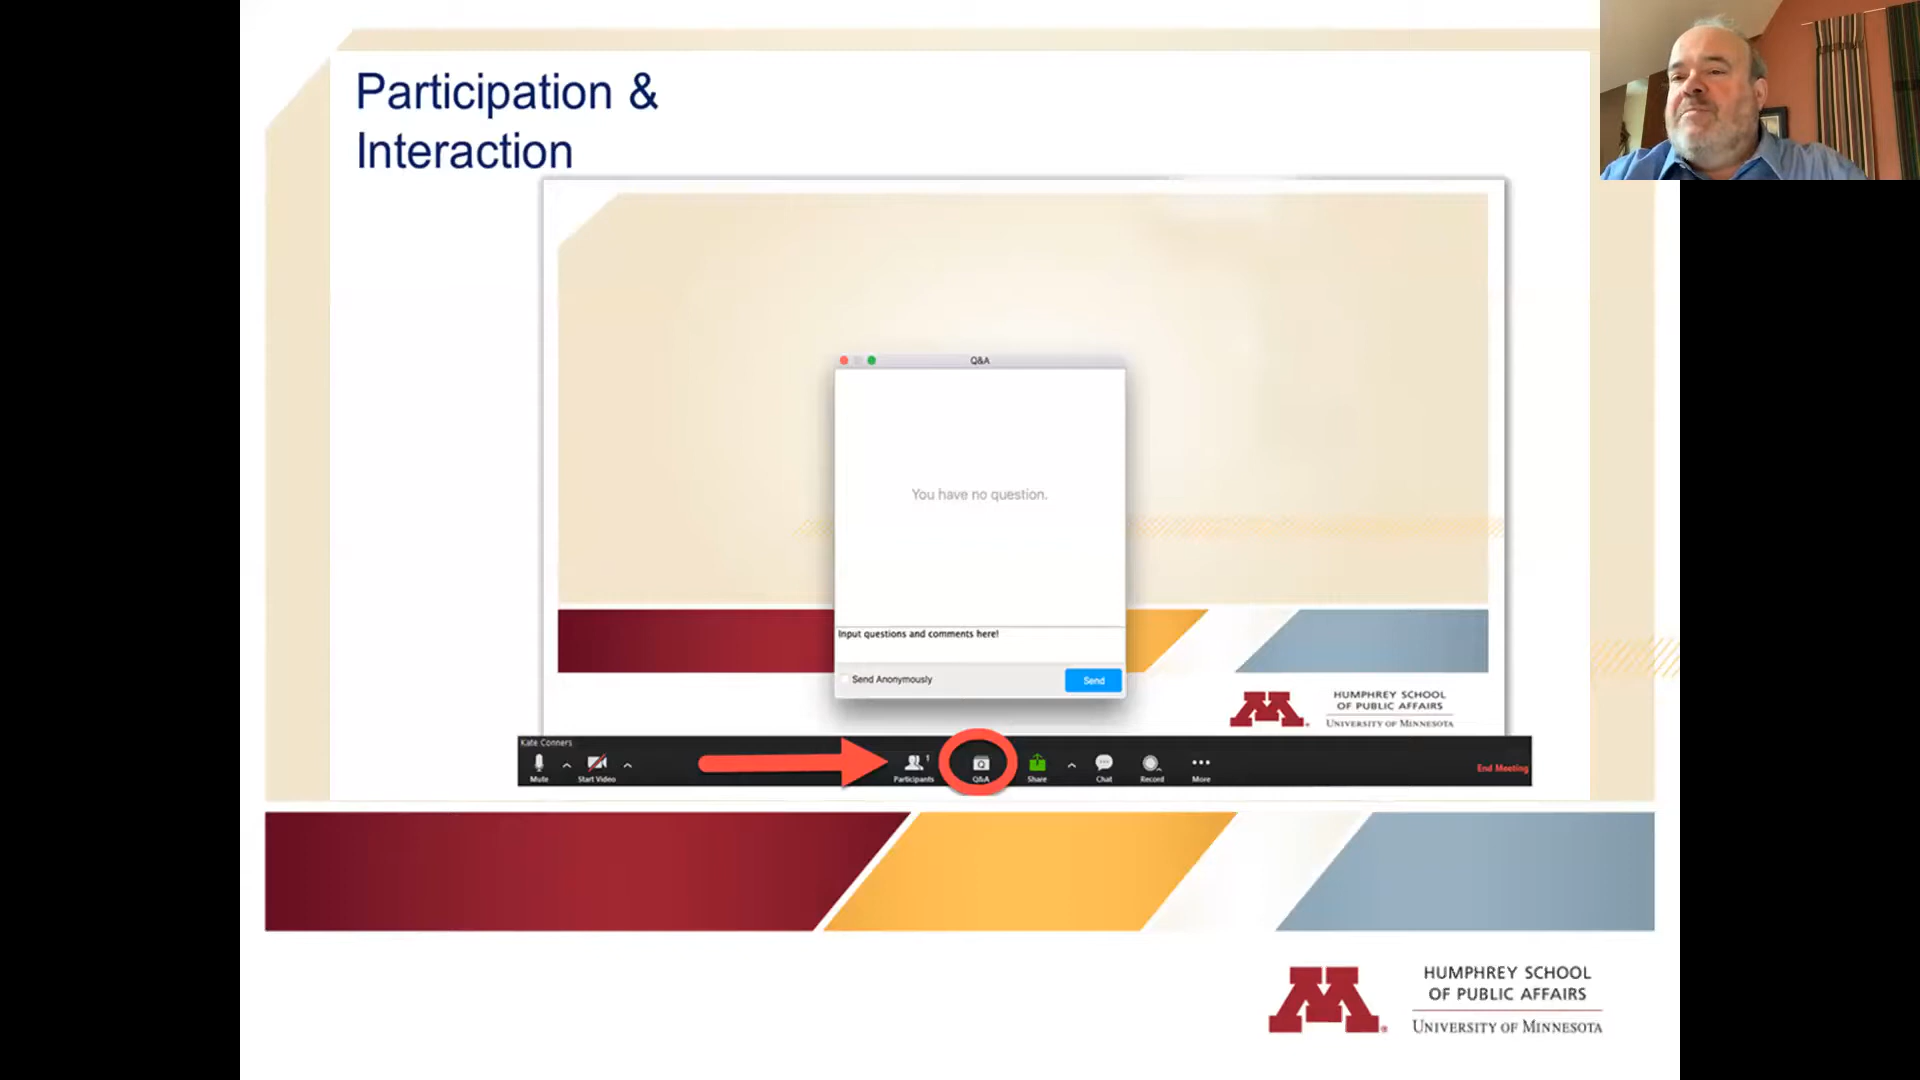 Participation &
Interaction
Q&A
You have no question.
Input questions and comments here!
Send Anonymously
Send
M
HUMPHREY SCHOOL
OF PUBLIC AFFAIRS
UNIVERSITY OF MINNESOTA
Kate Conners
Mute
Start Video
Participants
1
Q&A
Share
Chat
Record
More
End Meeting
M
HUMPHREY SCHOOL
OF PUBLIC AFFAIRS
UNIVERSITY OF MINNESOTA